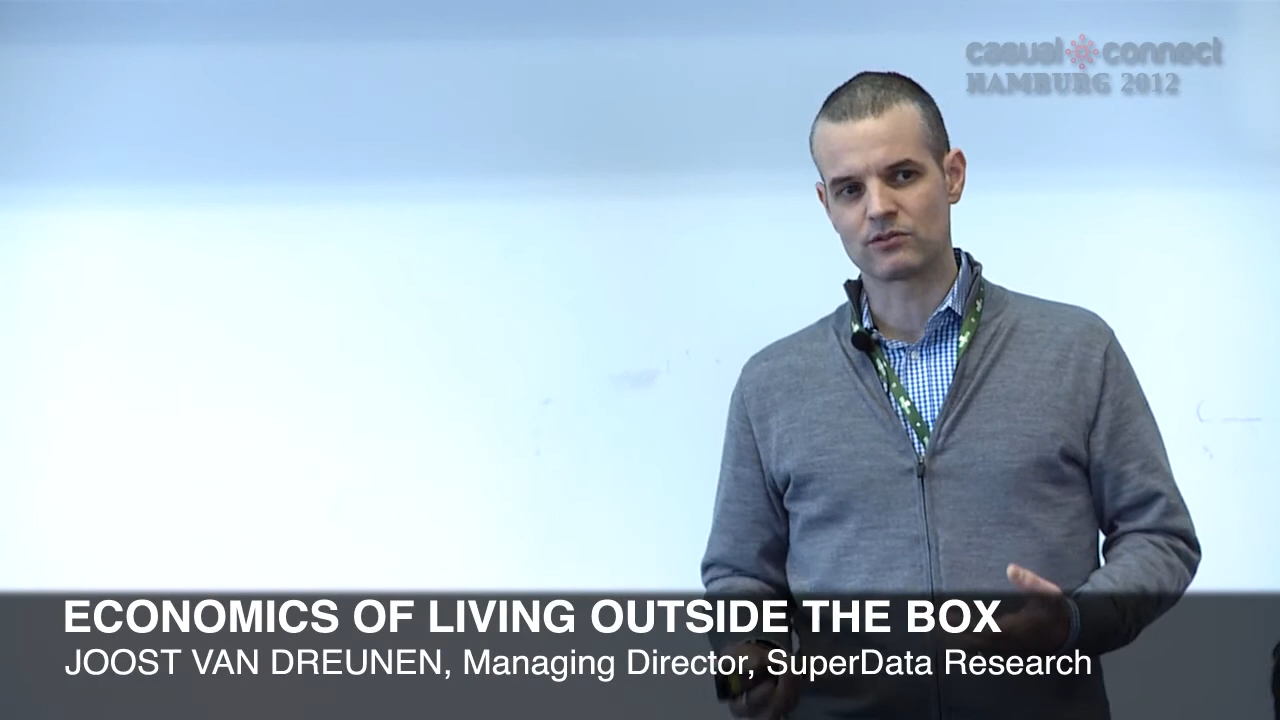 casual connect
HAMBURG 2012
ECONOMICS OF LIVING OUTSIDE THE BOX
JOOST VAN DREUNEN, Managing Director, SuperData Research